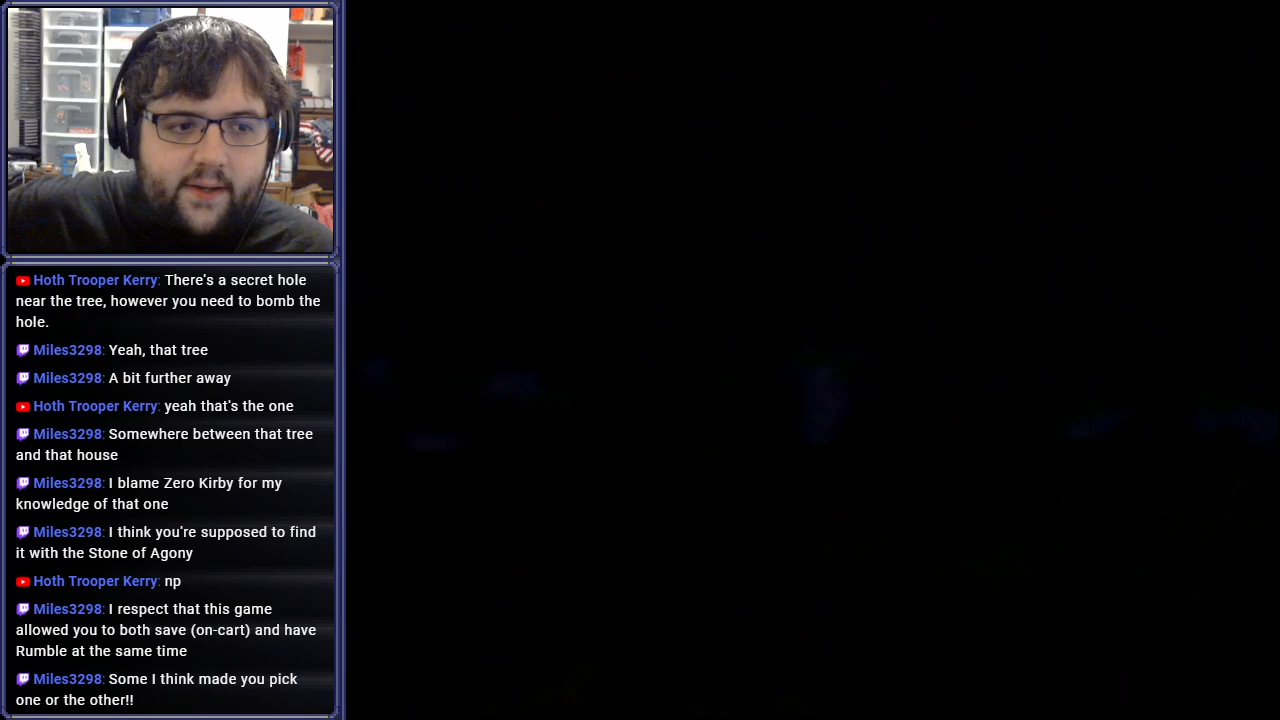 Hoth Trooper Kerry: There's a secret hole
near the tree, however you need to bomb the
hole.
Miles3298: Yeah, that tree
Miles3298: A bit further away
Hoth Trooper Kerry: yeah that's the one
Miles3298: Somewhere between that tree
and that house
Miles3298: I blame Zero Kirby for my
knowledge of that one
Miles3298: I think you're supposed to find
it with the Stone of Agony
Hoth Trooper Kerry: np
Miles3298: I respect that this game
allowed you to both save (on-cart) and have
Rumble at the same time
Miles3298: Some I think made you pick
one or the other!!